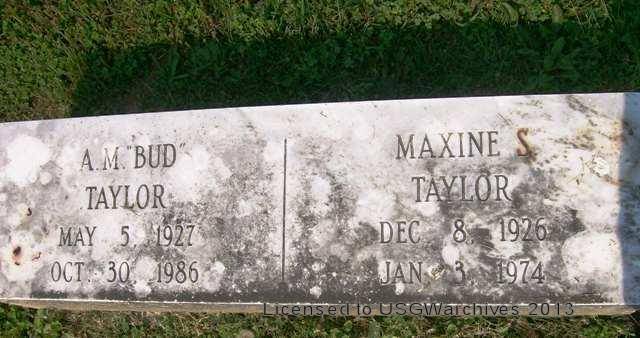 A.M. "BUD"
TAYLOR
MAY 5, 1927
OCT. 30, 1986
MAXINE S.
TAYLOR
DEC. 8, 1926
JAN. 3, 1974
Licensed to USGWarchives 2013